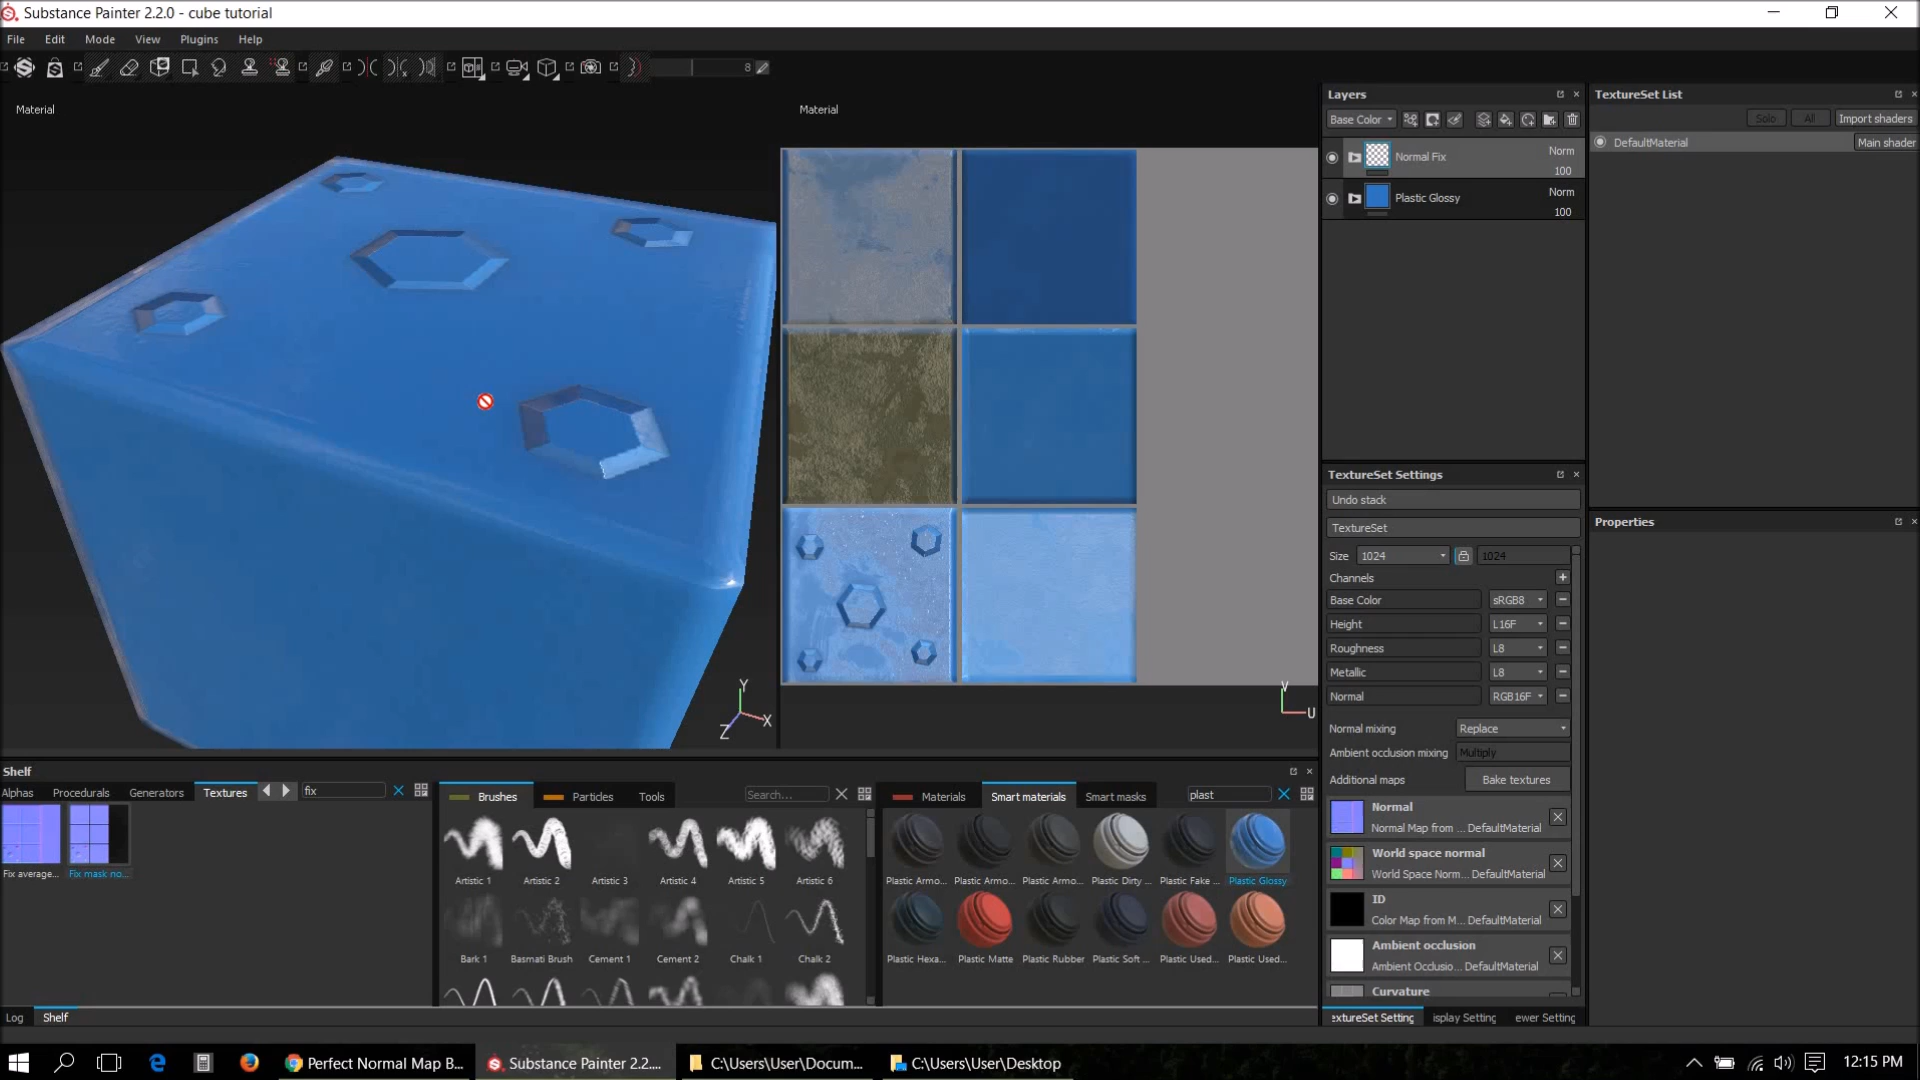 Substance Painter 2.2.0 - cube tutorial
File Edit Mode View Plugins Help
8
Material
Material
Y
X
Z
V
U
Layers
Base Color
Normal Fix Norm
100
Plastic Glossy Norm
100
TextureSet List
Solo All Import shaders
DefaultMaterial Main shader
TextureSet Settings
Undo stack
TextureSet
Size 1024 1024
Channels
Base Color sRGB8
Height L16F
Roughness L8
Metallic L8
Normal RGB16F
Normal mixing Replace
Ambient occlusion mixing Multiply
Additional maps Bake textures
Normal
Normal Map from ... DefaultMaterial
World space normal
World Space Norm... DefaultMaterial
ID
Color Map from M... DefaultMaterial
Ambient occlusion
Ambient Occlusio... DefaultMaterial
Curvature
extureSet Setting isplay Setting ewer Setting
Properties
Shelf
Alphas Procedurals Generators Textures fix
Fix average... Fix mask no...
Brushes Particles Tools Search...
Artistic 1 Artistic 2 Artistic 3 Artistic 4 Artistic 5 Artistic 6
Bark 1 Basmati Brush Cement 1 Cement 2 Chalk 1 Chalk 2
Materials Smart materials Smart masks plast
Plastic Armo... Plastic Armo... Plastic Armo... Plastic Dirty ... Plastic Fake ... Plastic Glossy
Plastic Hexa... Plastic Matte Plastic Rubber Plastic Soft ... Plastic Used... Plastic Used...
Log Shelf
Perfect Normal Map B... Substance Painter 2.2.... C:\Users\User\Docum... C:\Users\User\Desktop 12:15 PM